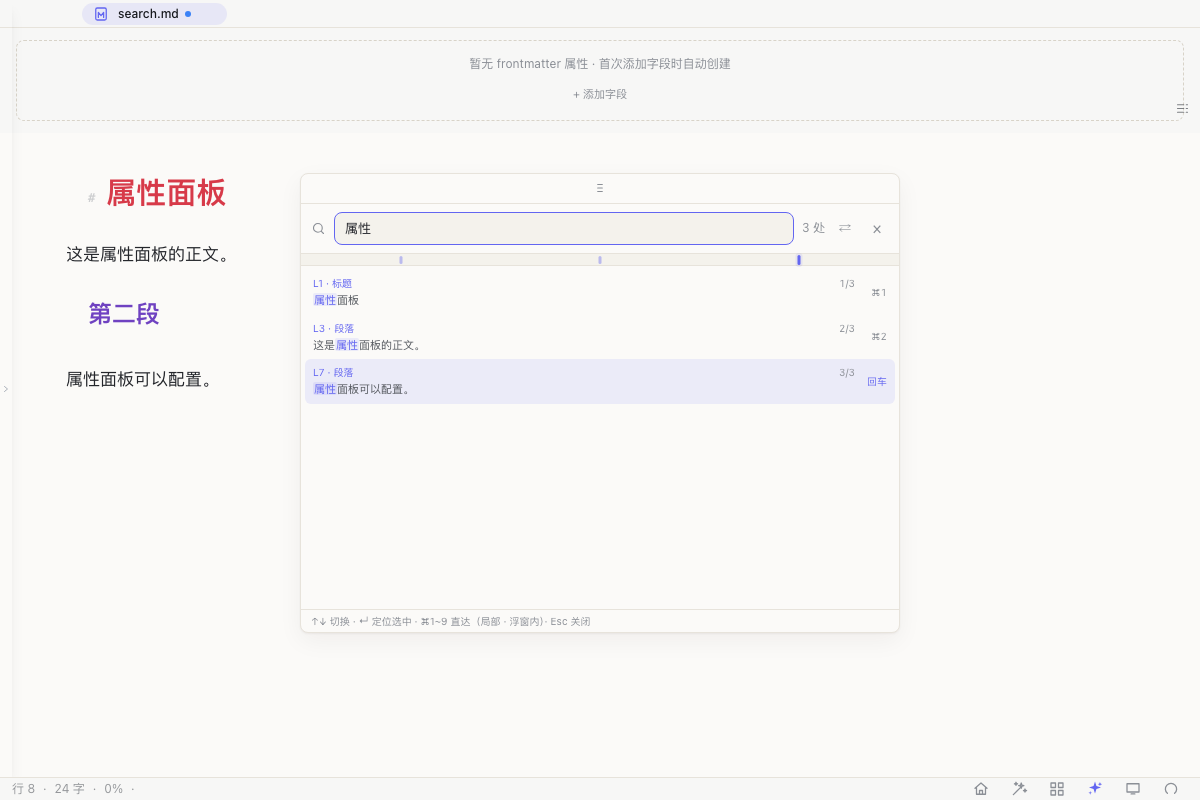 search.md
暂无 frontmatter 属性 · 首次添加字段时自动创建
+ 添加字段
# 属性面板
这是属性面板的正文。
第二段
属性面板可以配置。
属性
3 处
L1 · 标题
1/3
属性面板
⌘1
L3 · 段落
2/3
这是属性面板的正文。
⌘2
L7 · 段落
3/3
属性面板可以配置。
回车
↑↓ 切换 · ↵ 定位选中 · ⌘1~9 直达（局部 · 浮窗内）· Esc 关闭
行 8 · 24 字 · 0% ·